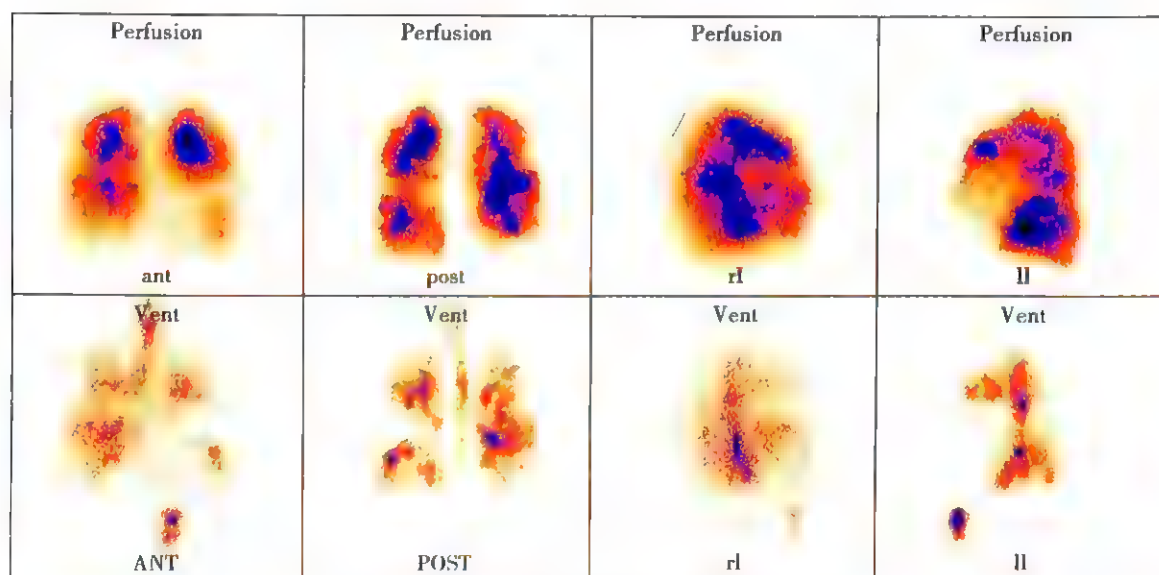 Perfusion Perfusion Perfusion Perfusion
ant post rl ll
Vent Vent Vent Vent
ANT POST rl ll